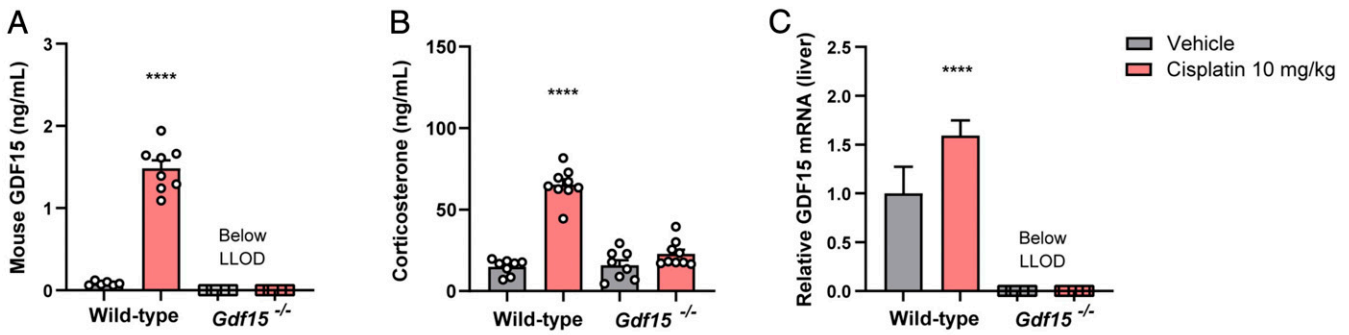 A
Mouse GDF15 (ng/mL)
3
2
1
0
****
Below
LLOD
Wild-type
Gdf15 -/-
B
Corticosterone (ng/mL)
150
100
50
0
****
Wild-type
Gdf15 -/-
C
Relative GDF15 mRNA (liver)
2.5
2.0
1.5
1.0
0.5
0.0
****
Below
LLOD
Wild-type
Gdf15 -/-
Vehicle
Cisplatin 10 mg/kg